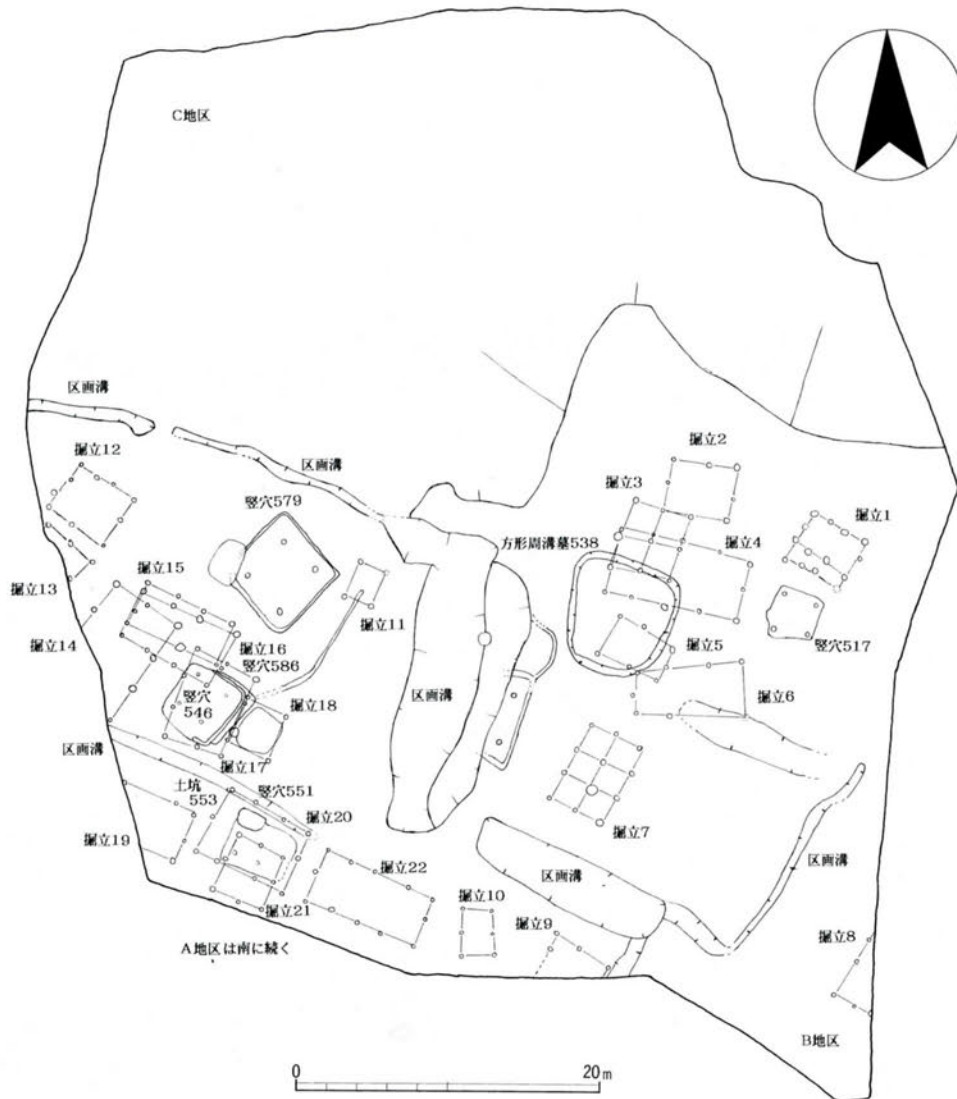 C地区
区画溝
掘立12
区画溝
掘立2
掘立3
竪穴579
掘立1
方形周溝墓538
掘立4
掘立13
掘立15
掘立11
掘立14
掘立16
掘立5
竪穴517
竪穴586
竪穴
546
掘立18
区画溝
掘立6
区画溝
掘立17
土坑
553
竪穴551
掘立20
掘立7
掘立19
掘立22
区画溝
区画溝
掘立10
掘立21
掘立9
掘立8
A地区は南に続く
B地区
0
20m